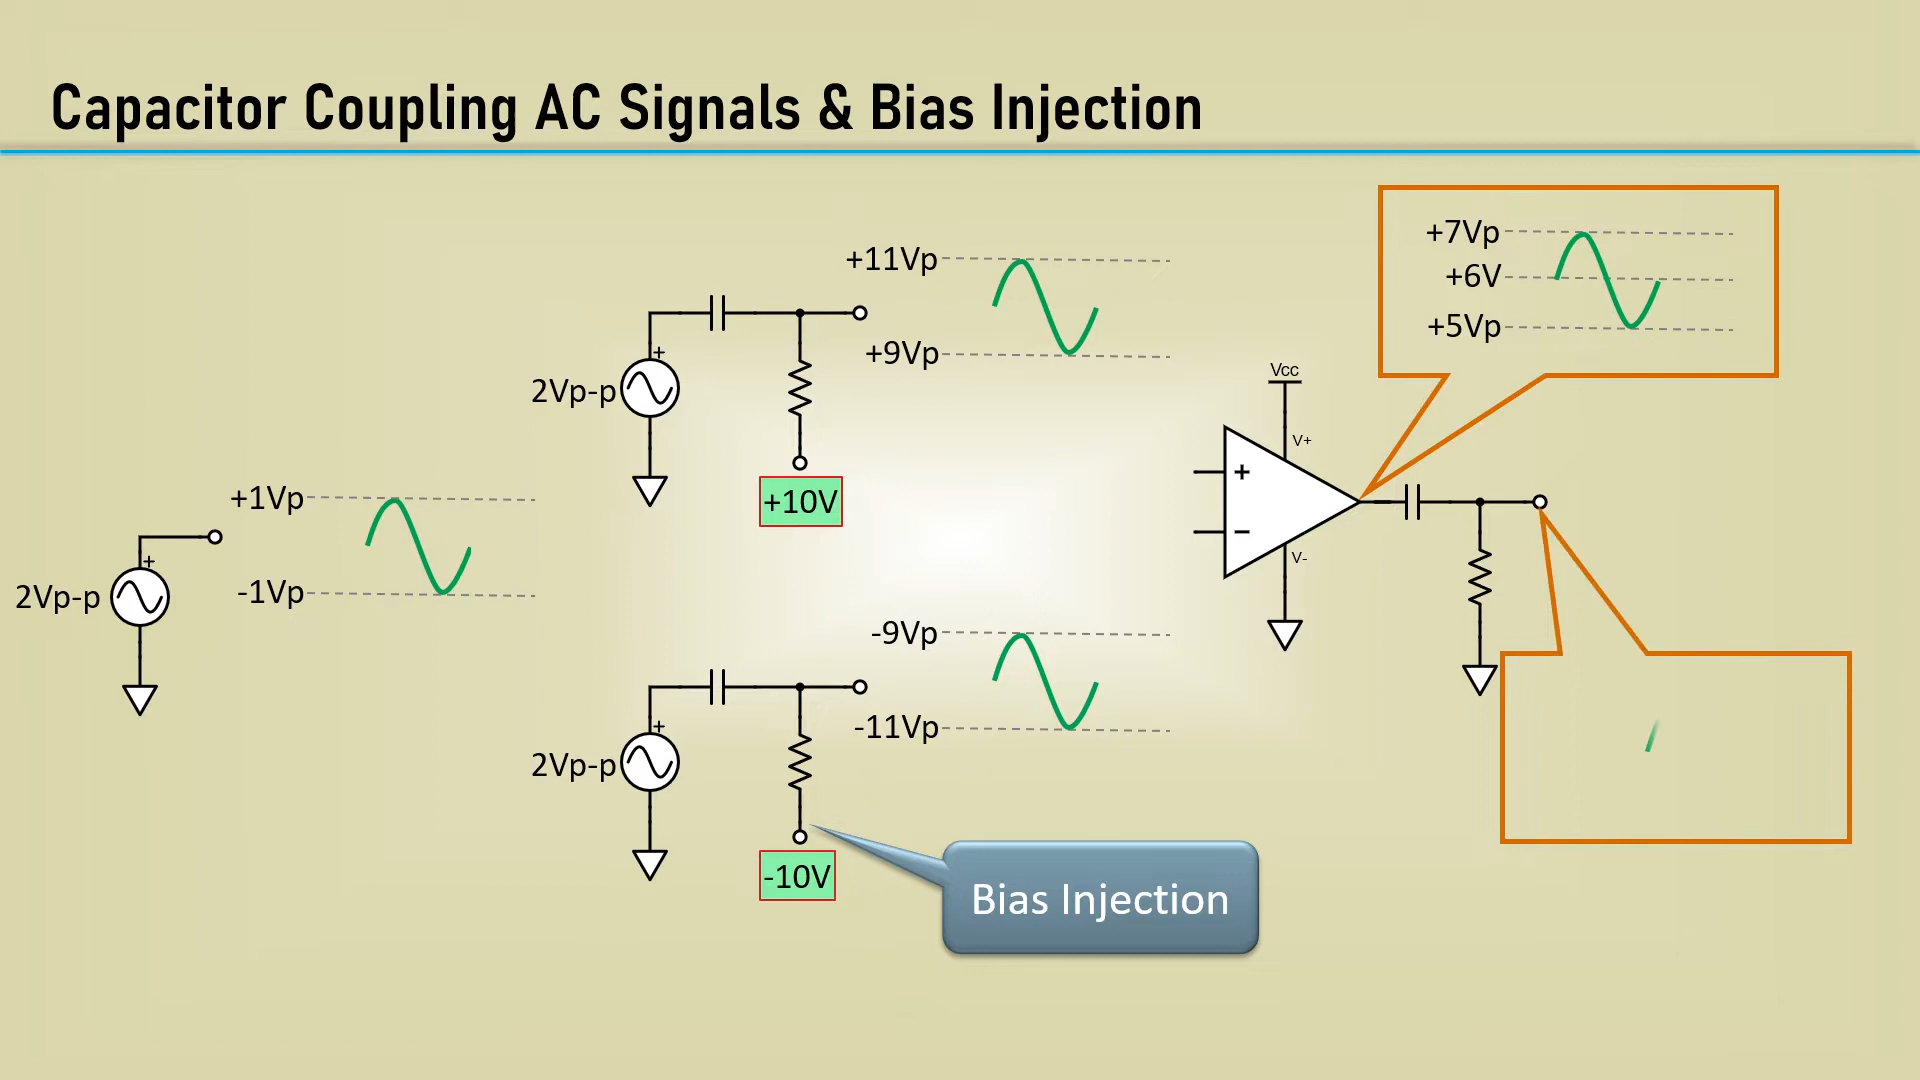 Capacitor Coupling AC Signals & Bias Injection
2Vp-p
+
+1Vp
-1Vp
2Vp-p
+
+10V
+11Vp
+9Vp
2Vp-p
+
-10V
-9Vp
-11Vp
Bias Injection
Vcc
V+
+
−
V-
+7Vp
+6V
+5Vp